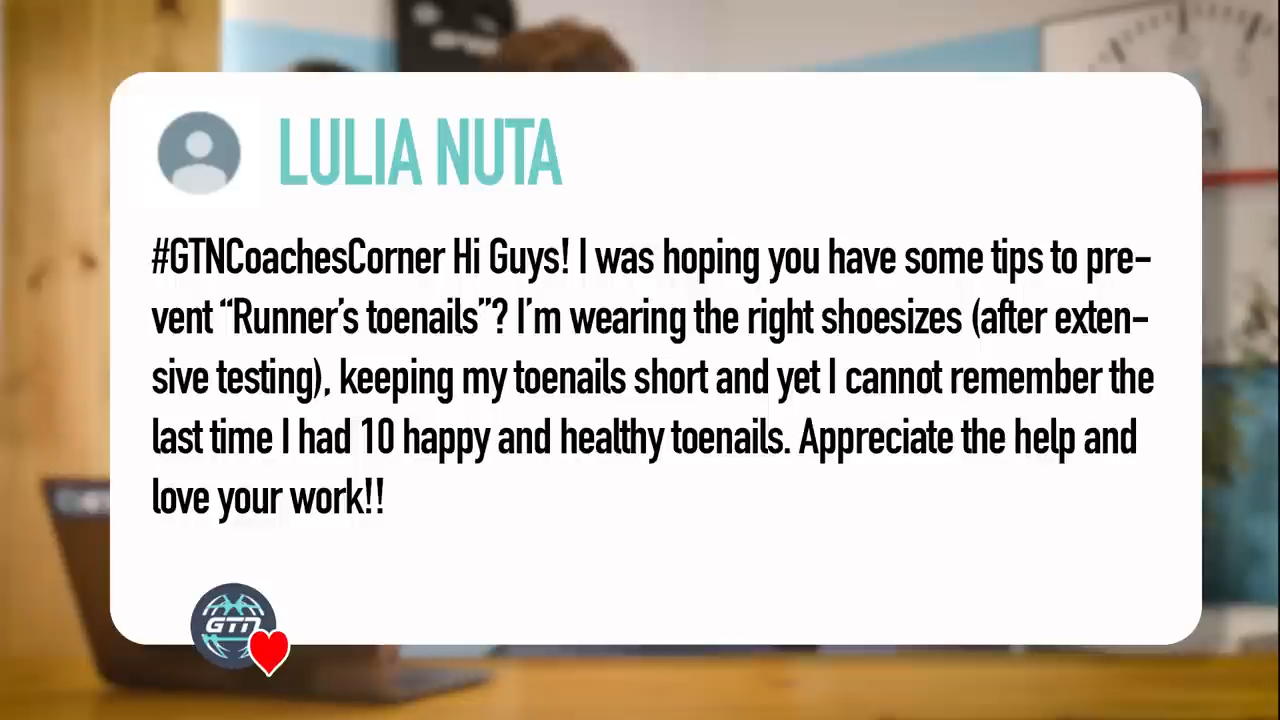 LULIA NUTA
#GTNCoachesCorner Hi Guys! I was hoping you have some tips to pre-
vent “Runner’s toenails”? I’m wearing the right shoesizes (after exten-
sive testing), keeping my toenails short and yet I cannot remember the
last time I had 10 happy and healthy toenails. Appreciate the help and
love your work!!
GTN